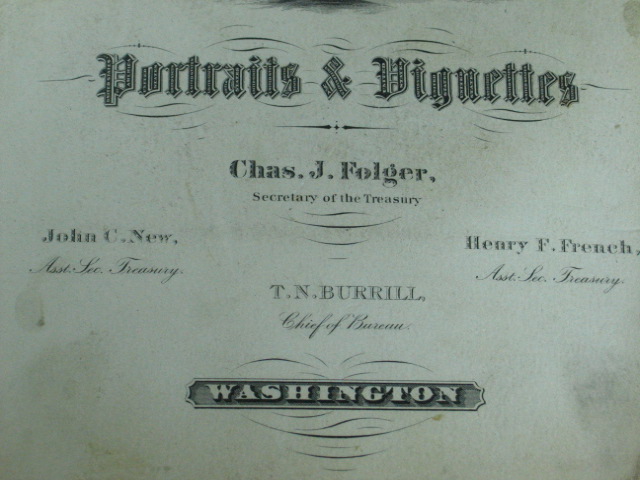 Portraits & Vignettes
Chas. J. Folger,
Secretary of the Treasury
John C. New,
Asst. Sec. Treasury.
Henry F. French,
Asst. Sec. Treasury.
T. N. BURRILL,
Chief of Bureau.
WASHINGTON